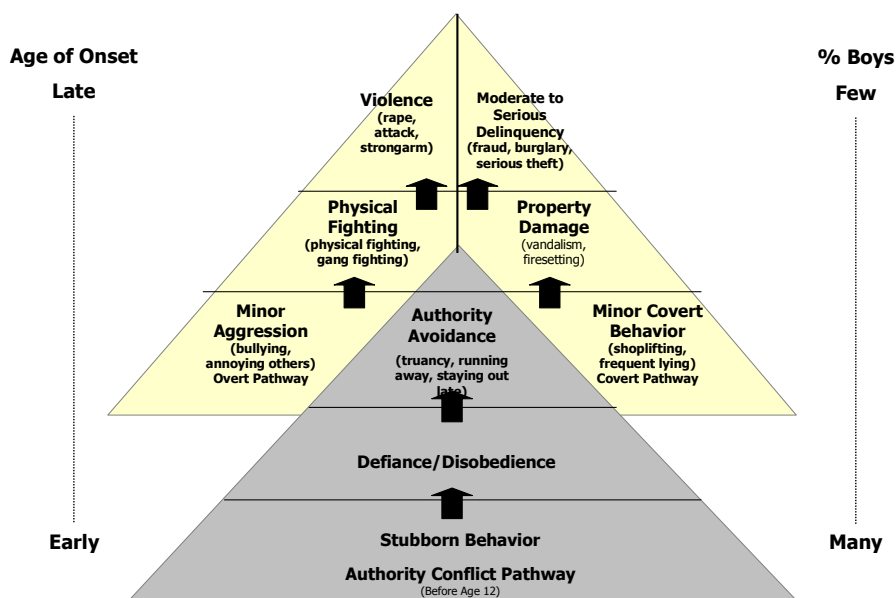 Age of Onset
Late
% Boys
Few
Violence
(rape,
attack,
strongarm)
Moderate to
Serious
Delinquency
(fraud, burglary,
serious theft)
Physical
Fighting
(physical fighting,
gang fighting)
Property
Damage
(vandalism,
firesetting)
Minor
Aggression
(bullying,
annoying others)
Overt Pathway
Authority
Avoidance
(truancy, running
away, staying out
late)
Minor Covert
Behavior
(shoplifting,
frequent lying)
Covert Pathway
Defiance/Disobedience
Early
Stubborn Behavior
Many
Authority Conflict Pathway
(Before Age 12)